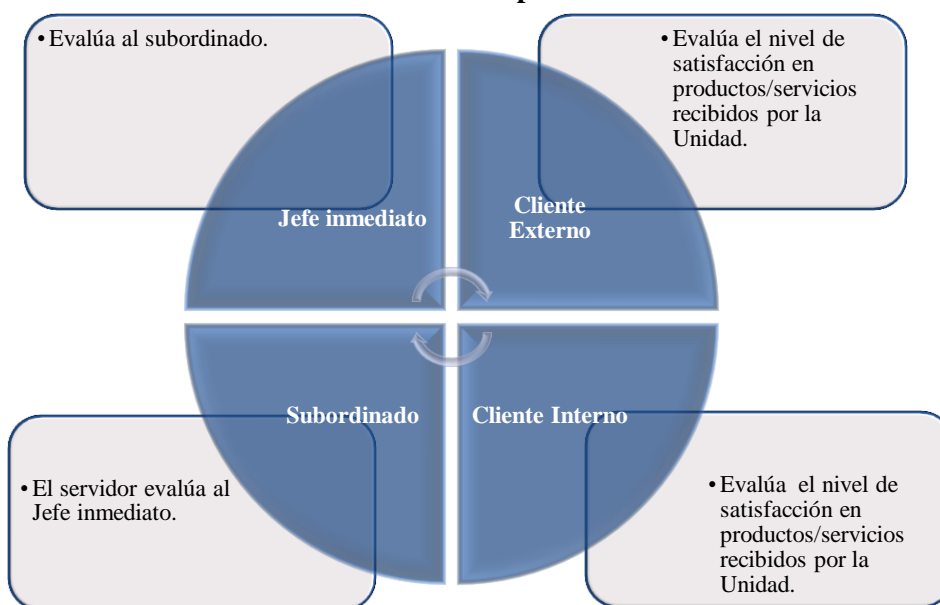 • Evalúa al subordinado.
• Evalúa el nivel de
satisfacción en
productos/servicios
recibidos por la
Unidad.
Jefe inmediato
Cliente
Externo
Subordinado
Cliente Interno
• El servidor evalúa al
Jefe inmediato.
• Evalúa el nivel de
satisfacción en
productos/servicios
recibidos por la
Unidad.